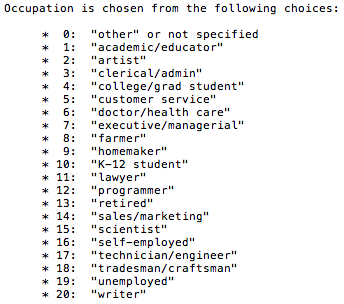 Occupation is chosen from the following choices:
* 0: "other" or not specified
* 1: "academic/educator"
* 2: "artist"
* 3: "clerical/admin"
* 4: "college/grad student"
* 5: "customer service"
* 6: "doctor/health care"
* 7: "executive/managerial"
* 8: "farmer"
* 9: "homemaker"
* 10: "K-12 student"
* 11: "lawyer"
* 12: "programmer"
* 13: "retired"
* 14: "sales/marketing"
* 15: "scientist"
* 16: "self-employed"
* 17: "technician/engineer"
* 18: "tradesman/craftsman"
* 19: "unemployed"
* 20: "writer"